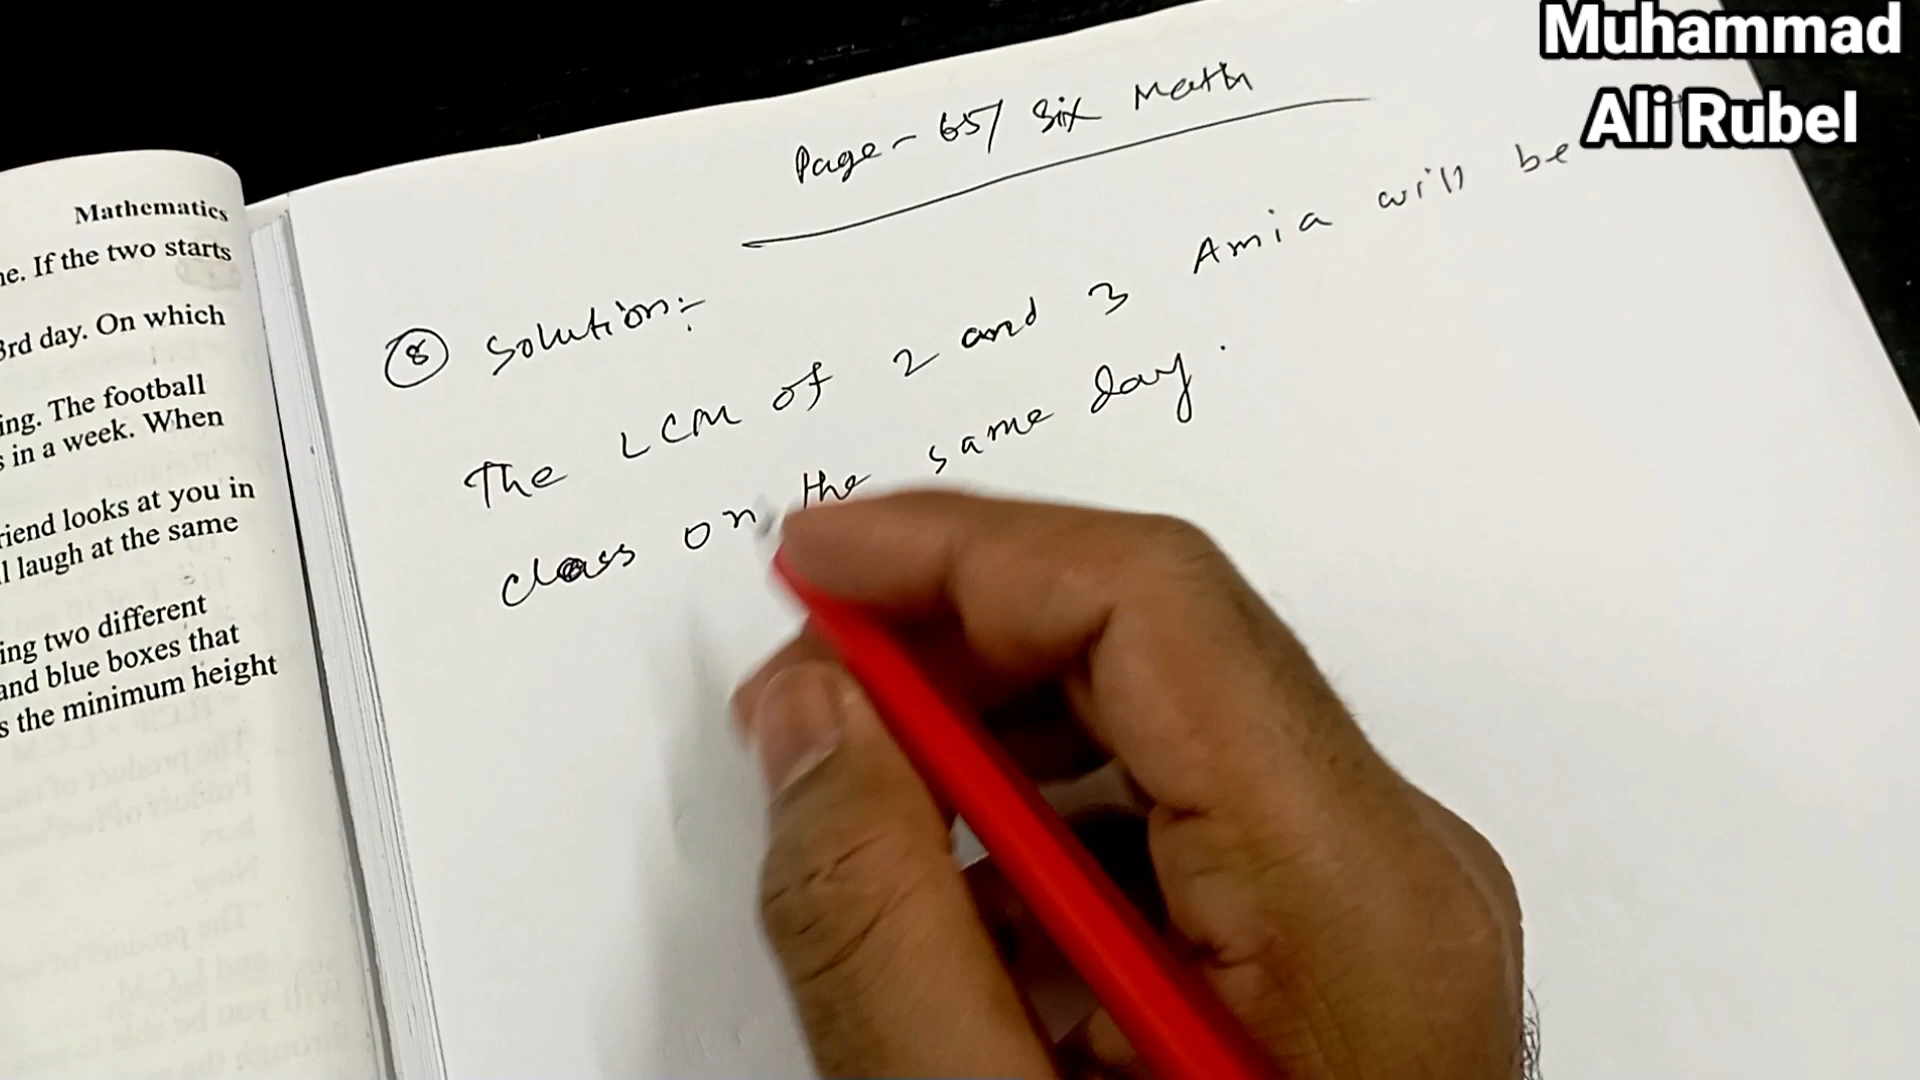 Muhammad
Ali Rubel
Mathematics
ne. If the two starts
3rd day. On which
ing. The football
s in a week. When
riend looks at you in
l laugh at the same
ing two different
and blue boxes that
s the minimum height
Page - 65/ Six Math
8 Solution:-
The LCM of 2 and 3 Amia will be
class on the same day.